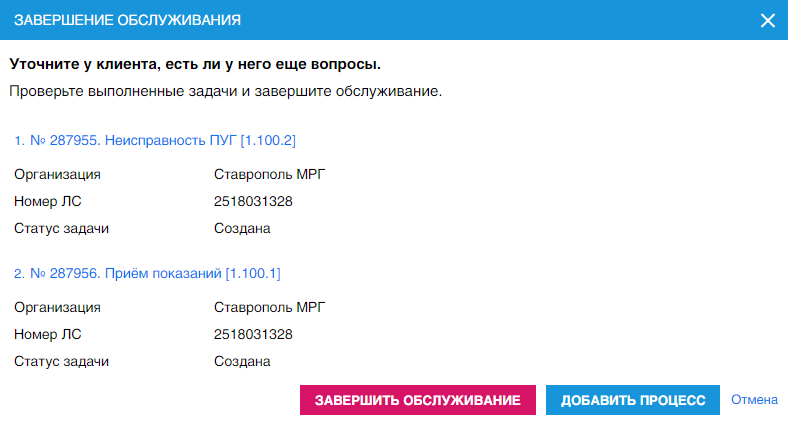 ЗАВЕРШЕНИЕ ОБСЛУЖИВАНИЯ
Уточните у клиента, есть ли у него еще вопросы.
Проверьте выполненные задачи и завершите обслуживание.
1. № 287955. Неисправность ПУГ [1.100.2]
Организация Ставрополь МРГ
Номер ЛС 2518031328
Статус задачи Создана
2. № 287956. Приём показаний [1.100.1]
Организация Ставрополь МРГ
Номер ЛС 2518031328
Статус задачи Создана
ЗАВЕРШИТЬ ОБСЛУЖИВАНИЕ ДОБАВИТЬ ПРОЦЕСС Отмена